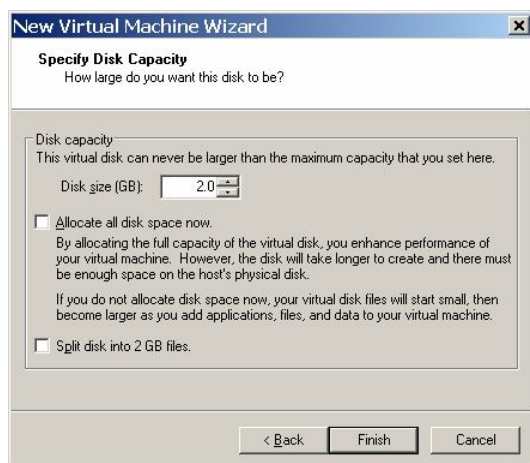 New Virtual Machine Wizard
Specify Disk Capacity
How large do you want this disk to be?
Disk capacity
This virtual disk can never be larger than the maximum capacity that you set here.
Disk size (GB): 2.0
Allocate all disk space now.
By allocating the full capacity of the virtual disk, you enhance performance of
your virtual machine. However, the disk will take longer to create and there must
be enough space on the host's physical disk.
If you do not allocate disk space now, your virtual disk files will start small, then
become larger as you add applications, files, and data to your virtual machine.
Split disk into 2 GB files.
< Back Finish Cancel